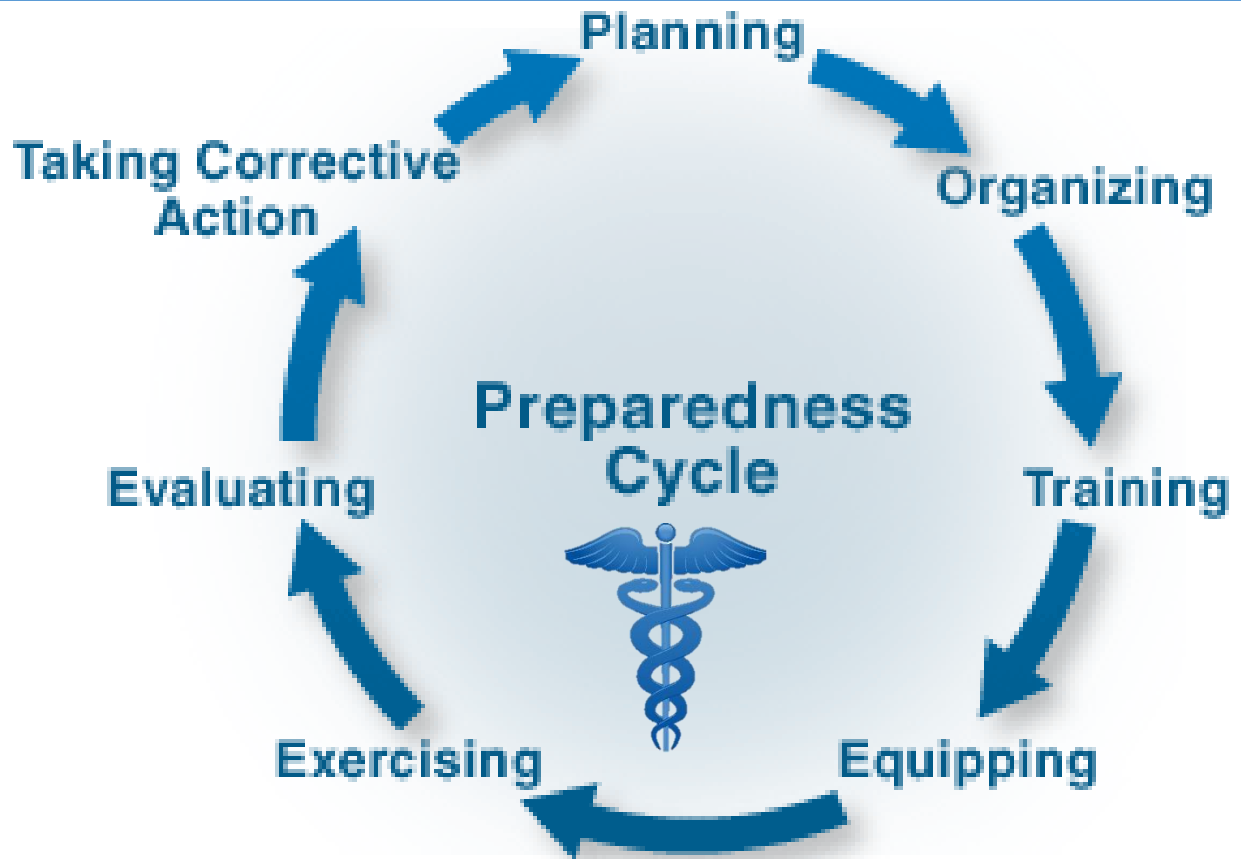 Planning
Organizing
Training
Equipping
Exercising
Evaluating
Taking Corrective
Action
Preparedness
Cycle